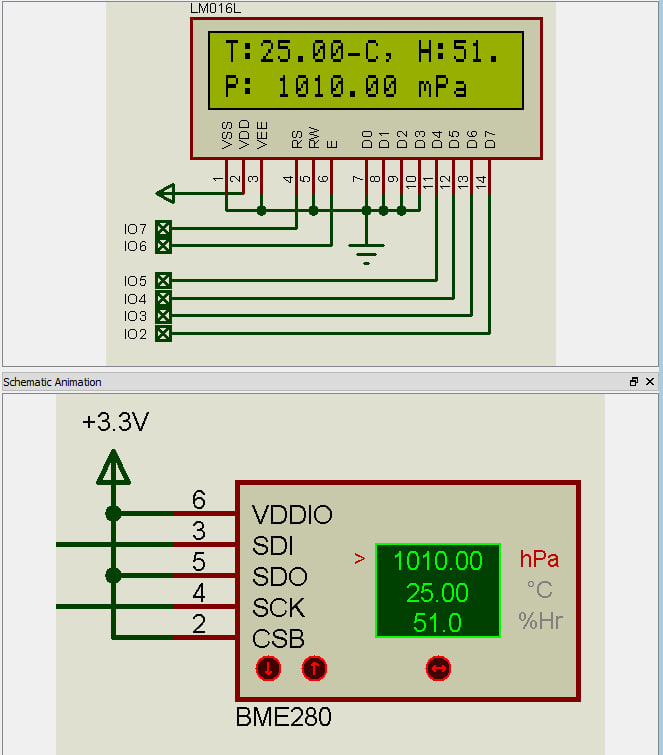 LM016L
T:25.00-C, H:51.
P: 1010.00 mPa
VSS VDD VEE RS RW E D0 D1 D2 D3 D4 D5 D6 D7
1 2 3 4 5 6 7 8 9 10 11 12 13 14
IO7
IO6
IO5
IO4
IO3
IO2
Schematic Animation
+3.3V
6 VDDIO
3 SDI
5 SDO
4 SCK
2 CSB
> 1010.00 hPa
25.00 °C
51.0 %Hr
BME280